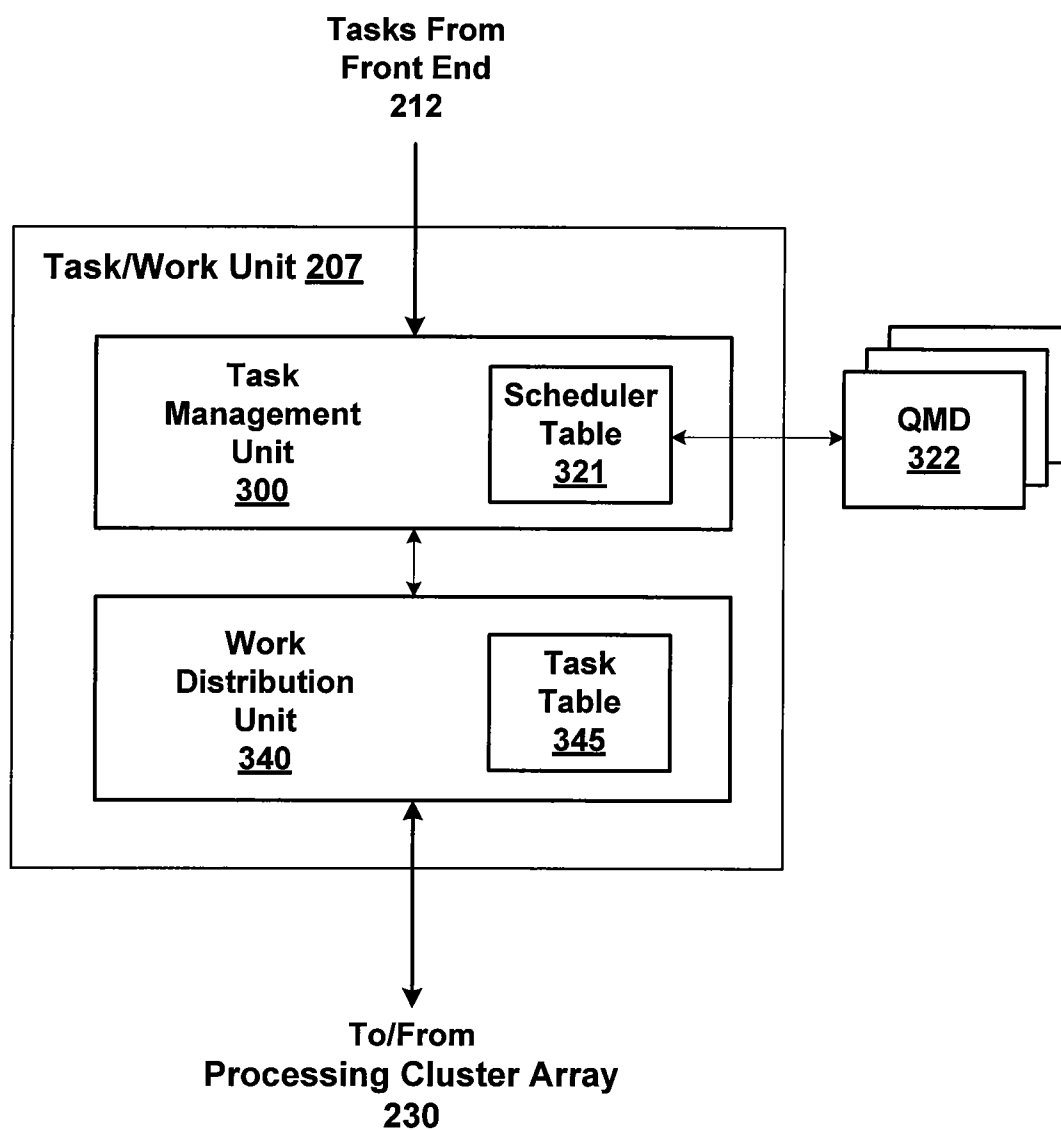 Tasks From
Front End
212
Task/Work Unit 207
Task
Management
Unit
300
Scheduler
Table
321
QMD
322
Work
Distribution
Unit
340
Task
Table
345
To/From
Processing Cluster Array
230